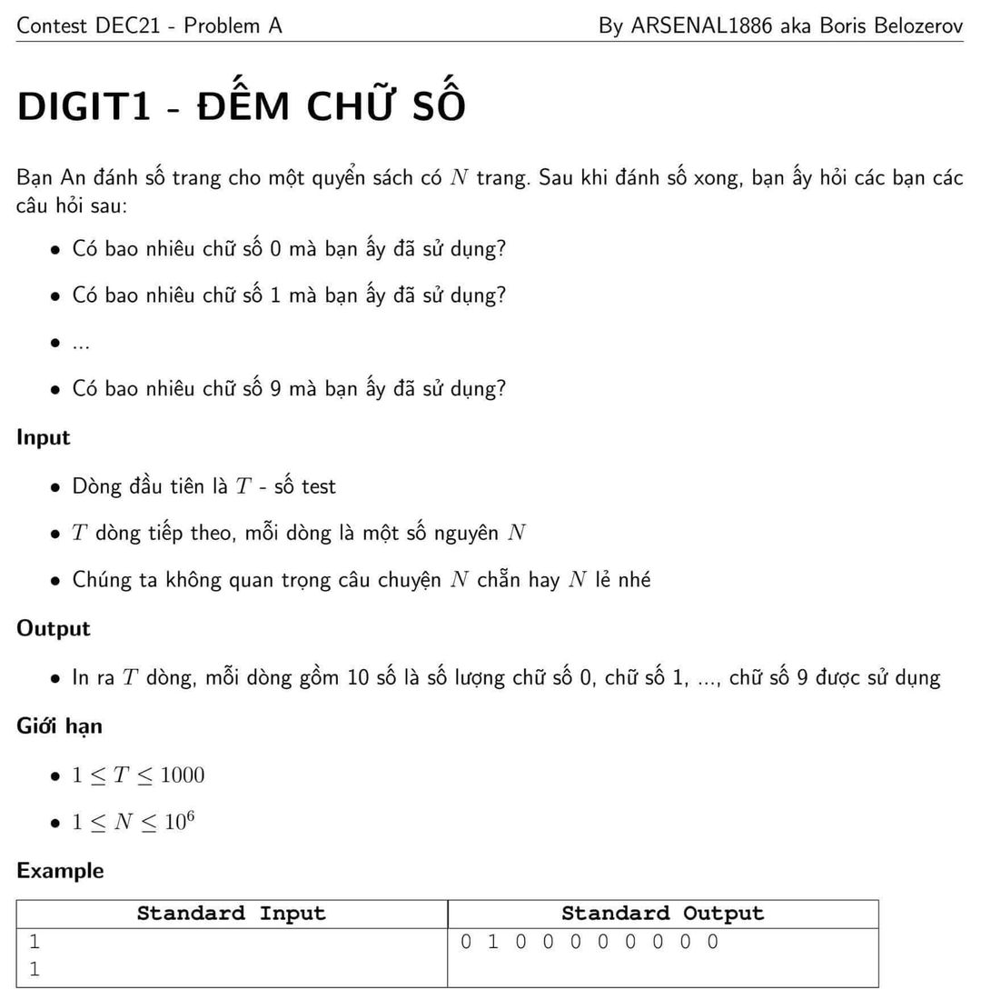 Contest DEC21 - Problem A By ARSENAL1886 aka Boris Belozerov
DIGIT1 - ĐẾM CHỮ SỐ
Bạn An đánh số trang cho một quyển sách có N trang. Sau khi đánh số xong, bạn ấy hỏi các bạn các
câu hỏi sau:
• Có bao nhiêu chữ số 0 mà bạn ấy đã sử dụng?
• Có bao nhiêu chữ số 1 mà bạn ấy đã sử dụng?
• ...
• Có bao nhiêu chữ số 9 mà bạn ấy đã sử dụng?
Input
• Dòng đầu tiên là T - số test
• T dòng tiếp theo, mỗi dòng là một số nguyên N
• Chúng ta không quan trọng câu chuyện N chẵn hay N lẻ nhé
Output
• In ra T dòng, mỗi dòng gồm 10 số là số lượng chữ số 0, chữ số 1, ..., chữ số 9 được sử dụng
Giới hạn
• 1 ≤ T ≤ 1000
• 1 ≤ N ≤ 10⁶
Example
Standard Input Standard Output
1 0 1 0 0 0 0 0 0 0 0
1